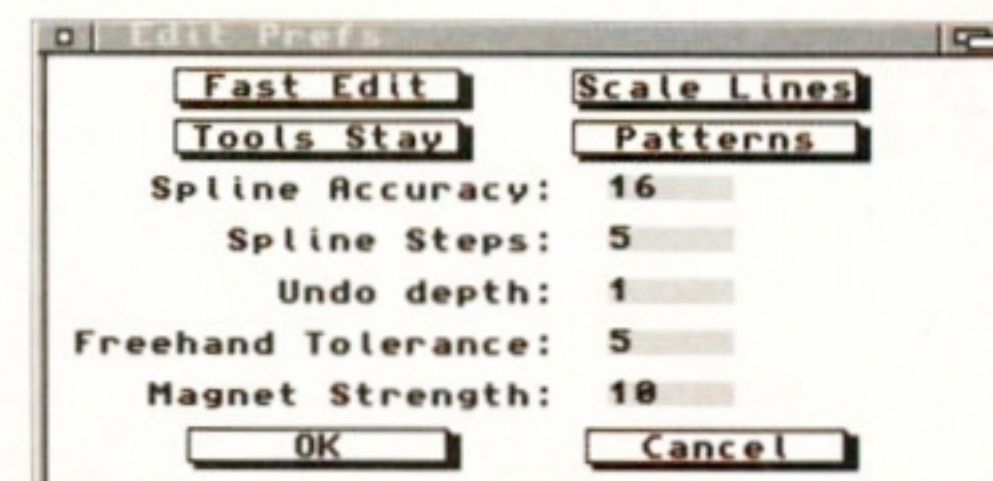 Edit Prefs
Fast Edit Scale Lines
Tools Stay Patterns
Spline Accuracy: 16
Spline Steps: 5
Undo depth: 1
Freehand Tolerance: 5
Magnet Strength: 10
OK Cancel